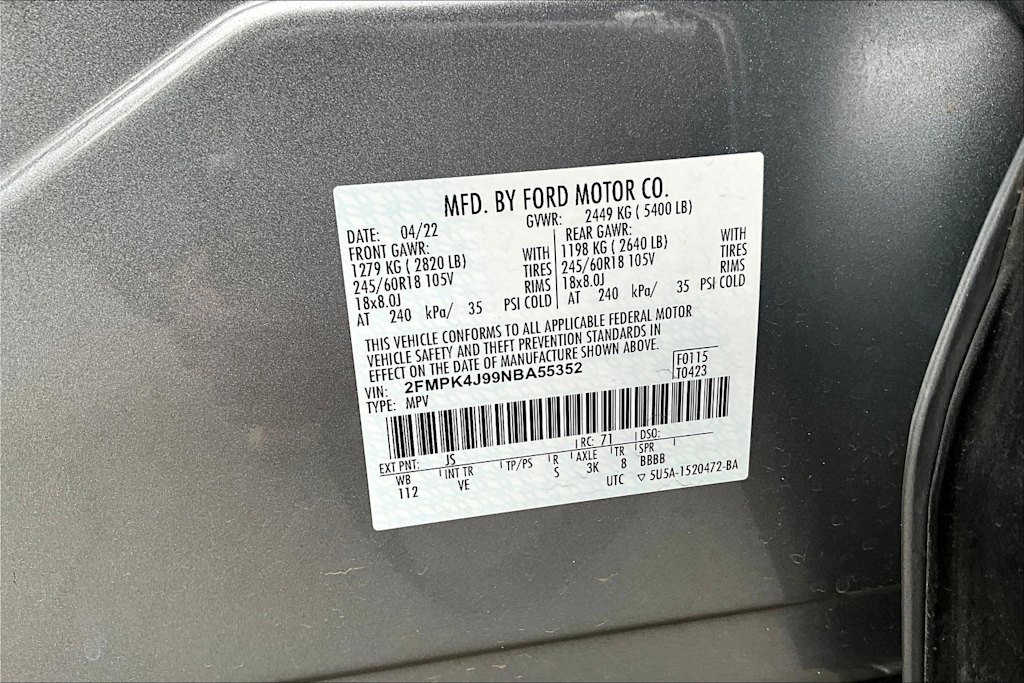 MFD. BY FORD MOTOR CO.
DATE: 04/22 GVWR: 2449 KG ( 5400 LB)
FRONT GAWR: REAR GAWR:
1279 KG ( 2820 LB) WITH 1198 KG ( 2640 LB) WITH
245/60R18 105V TIRES 245/60R18 105V TIRES
18x8.0J RIMS 18x8.0J RIMS
AT 240 kPa/ 35 PSI COLD AT 240 kPa/ 35 PSI COLD
THIS VEHICLE CONFORMS TO ALL APPLICABLE FEDERAL MOTOR
VEHICLE SAFETY AND THEFT PREVENTION STANDARDS IN
EFFECT ON THE DATE OF MANUFACTURE SHOWN ABOVE.
VIN: 2FMPK4J99NBA55352 F0115
TYPE: MPV T0423
EXT PNT: JS RC: 71 DSO:
WB INT TR TP/PS R AXLE TR SPR
112 VE S 3K 8 BBBB
UTC ▽ 5U5A-1520472-BA